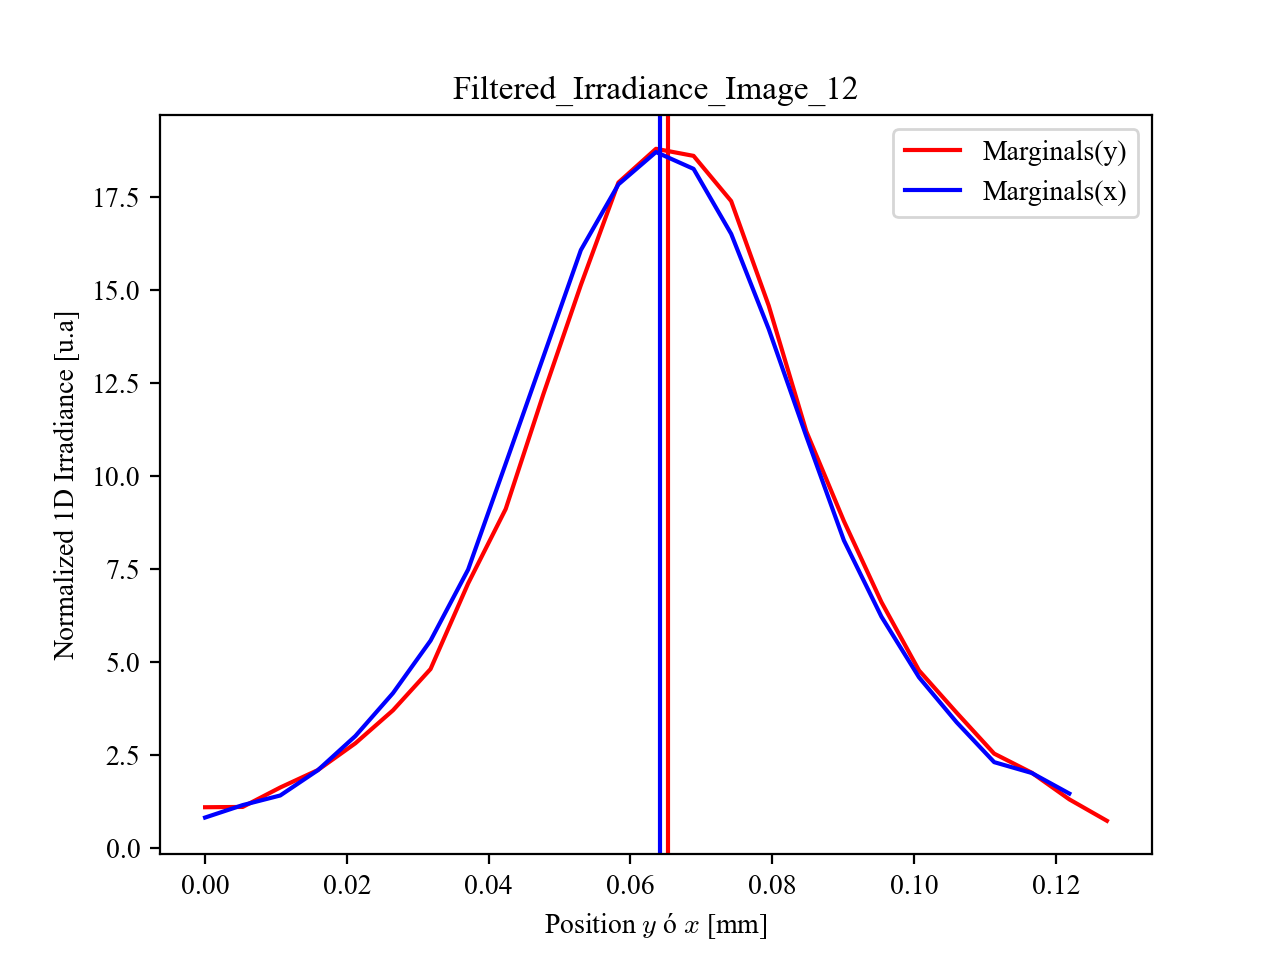 Filtered_Irradiance_Image_12
Marginals(y)
Marginals(x)
Normalized 1D Irradiance [u.a]
17.5
15.0
12.5
10.0
7.5
5.0
2.5
0.0
0.00 0.02 0.04 0.06 0.08 0.10 0.12
Position y ó x [mm]